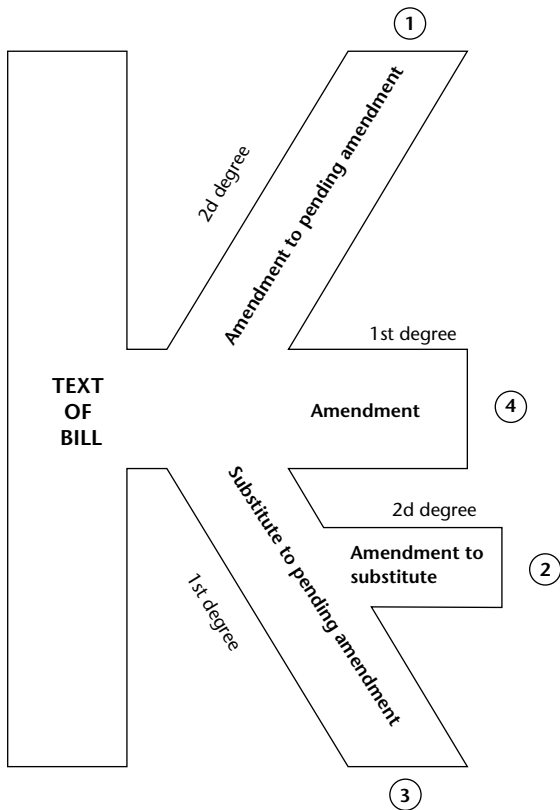 1
2d degree
Amendment to pending amendment
1st degree
TEXT
OF
BILL
Amendment
4
Substitute to pending amendment
2d degree
Amendment to
substitute
2
1st degree
3